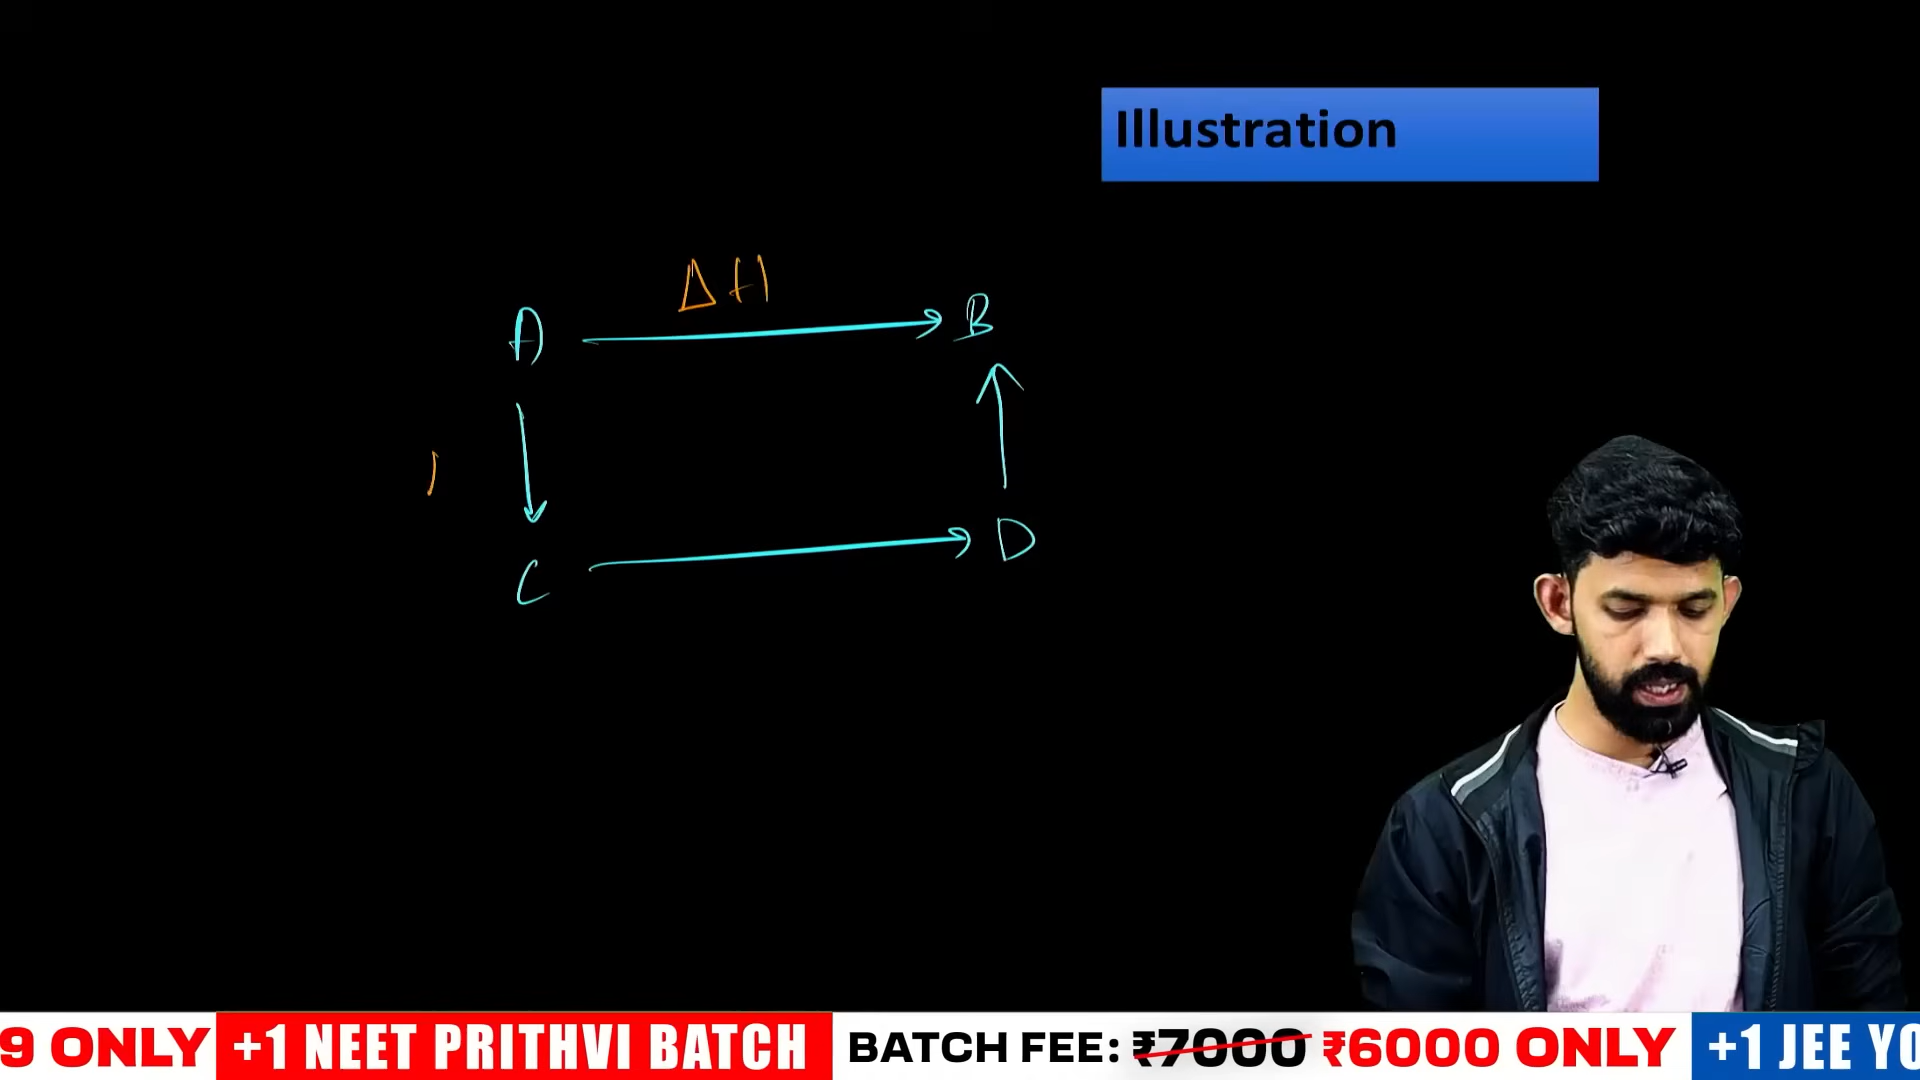 Illustration
ΔH
A
B
C
D
9 ONLY +1 NEET PRITHVI BATCH BATCH FEE: ₹7000 ₹6000 ONLY +1 JEE YO